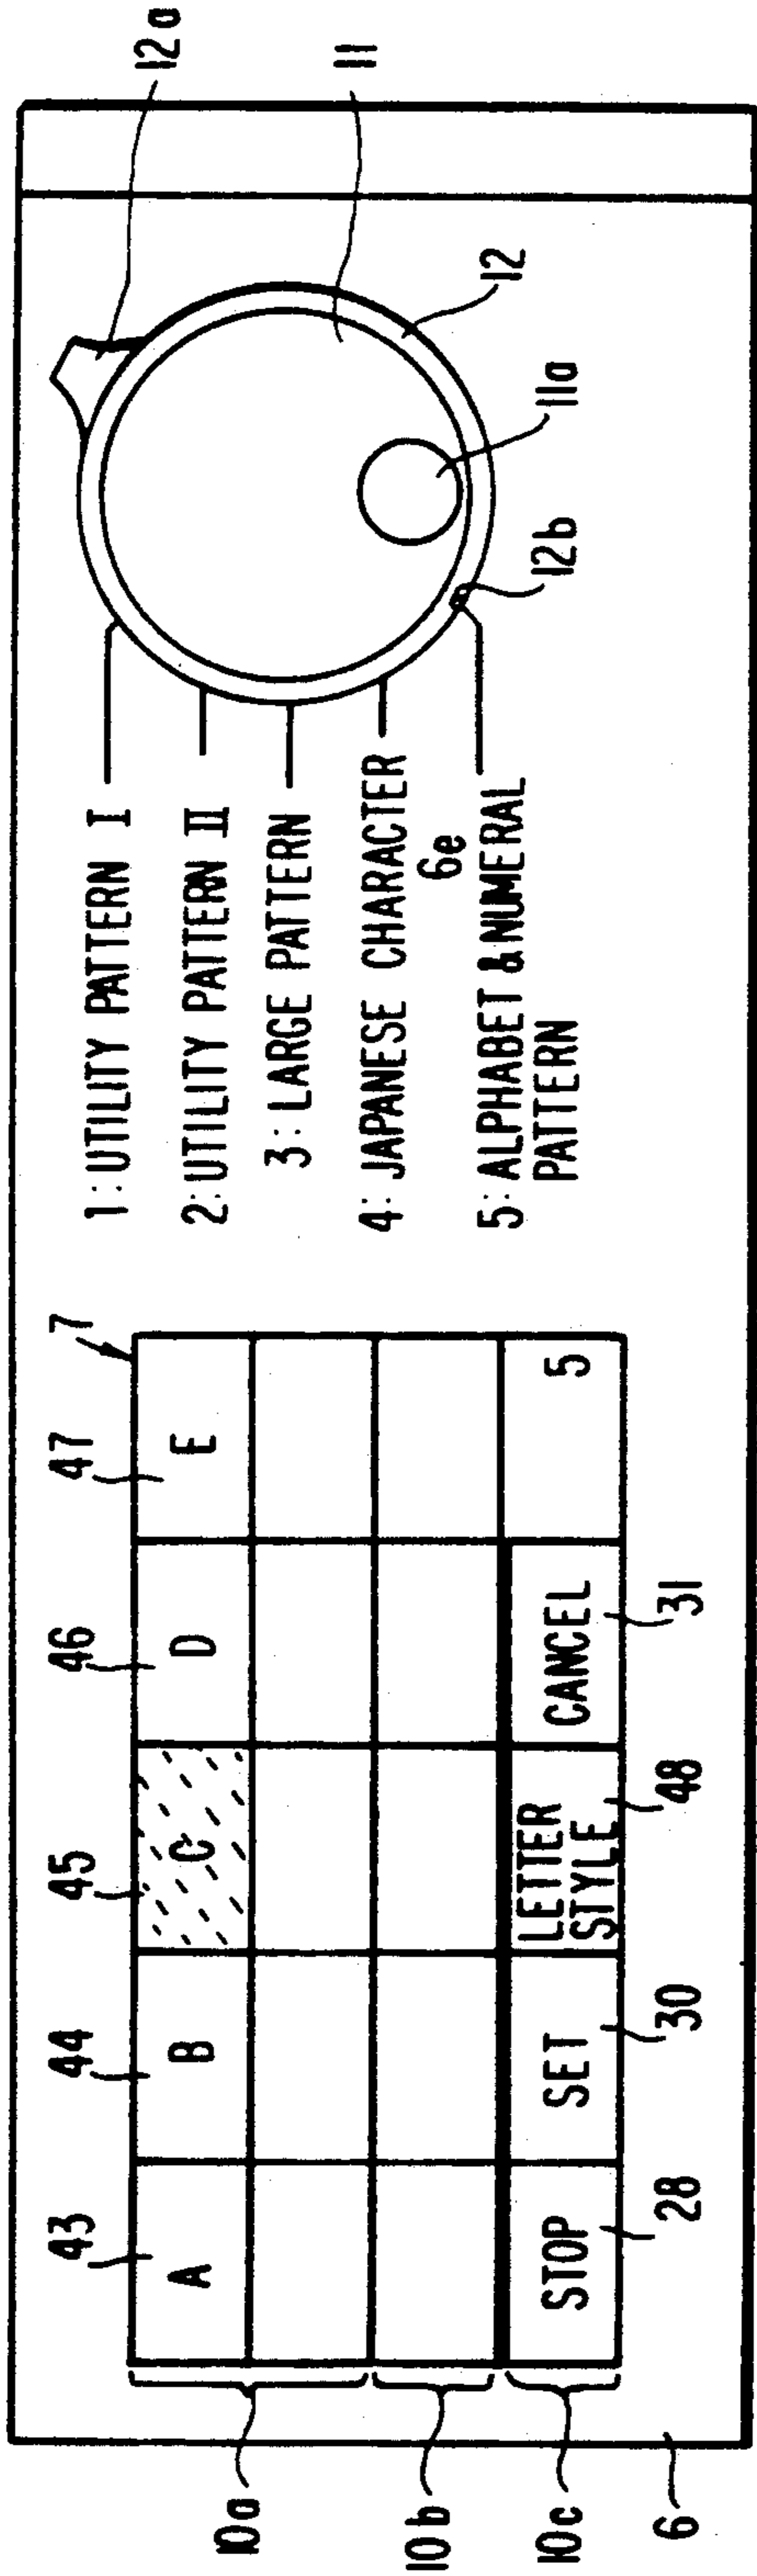 43 44 45 46 47 7
A B C D E
STOP SET LETTER STYLE CANCEL 5
28 30 48 31
10a 10b 10c 6
1: UTILITY PATTERN I
2: UTILITY PATTERN II
3: LARGE PATTERN
4: JAPANESE CHARACTER
6e
5: ALPHABET & NUMERAL
PATTERN
12a
11
12
11a
12b